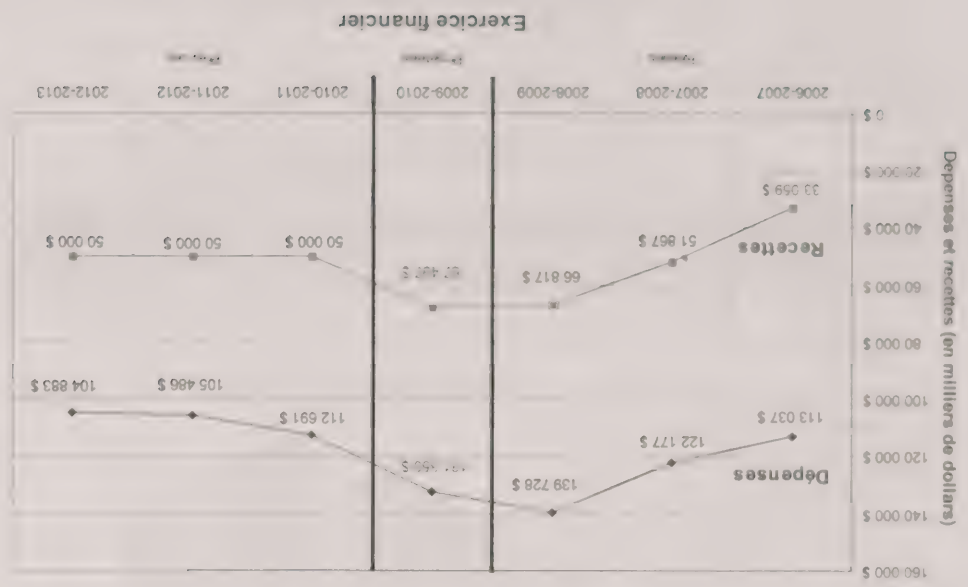 Dépenses et recettes (en milliers de dollars)
160 000 $
140 000 $
120 000 $
100 000 $
80 000 $
60 000 $
40 000 $
20 000 $
0 $
Dépenses
113 037 $
122 177 $
139 728 $
112 691 $
105 486 $
104 883 $
Recettes
51 867 $
66 817 $
50 000 $
50 000 $
50 000 $
2006-2007
2007-2008
2008-2009
2009-2010
2010-2011
2011-2012
2012-2013
Exercice financier